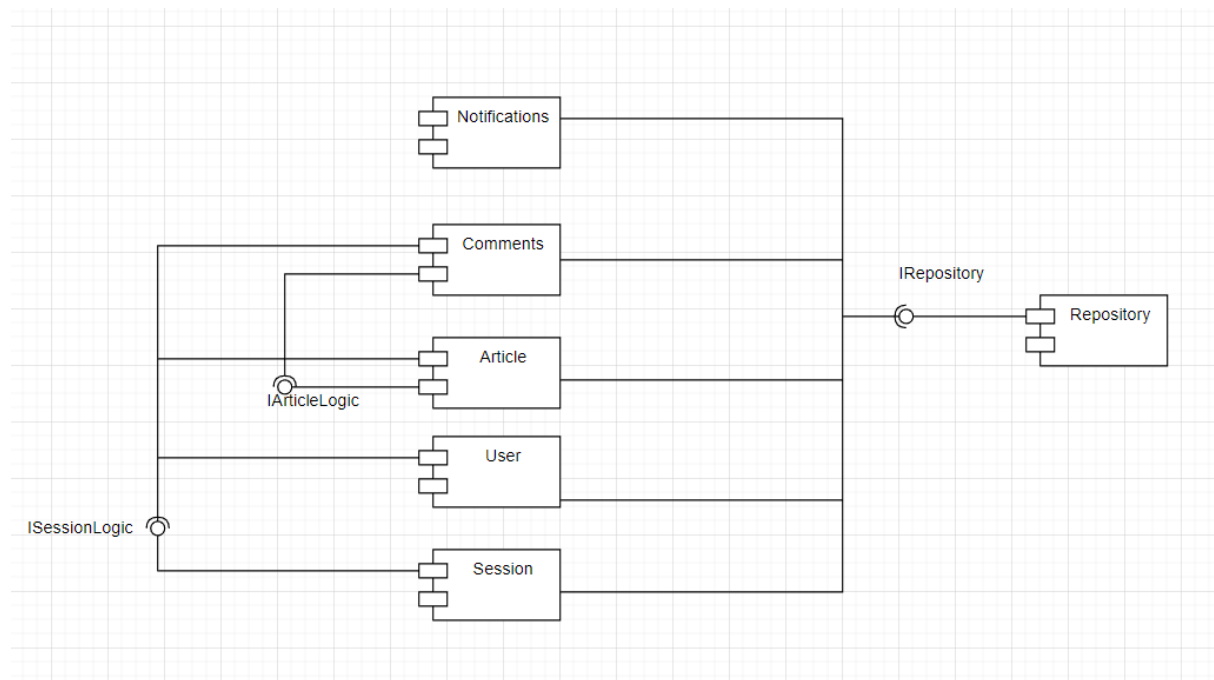 Notifications
Comments
IRepository
Repository
Article
IArticleLogic
User
ISessionLogic
Session